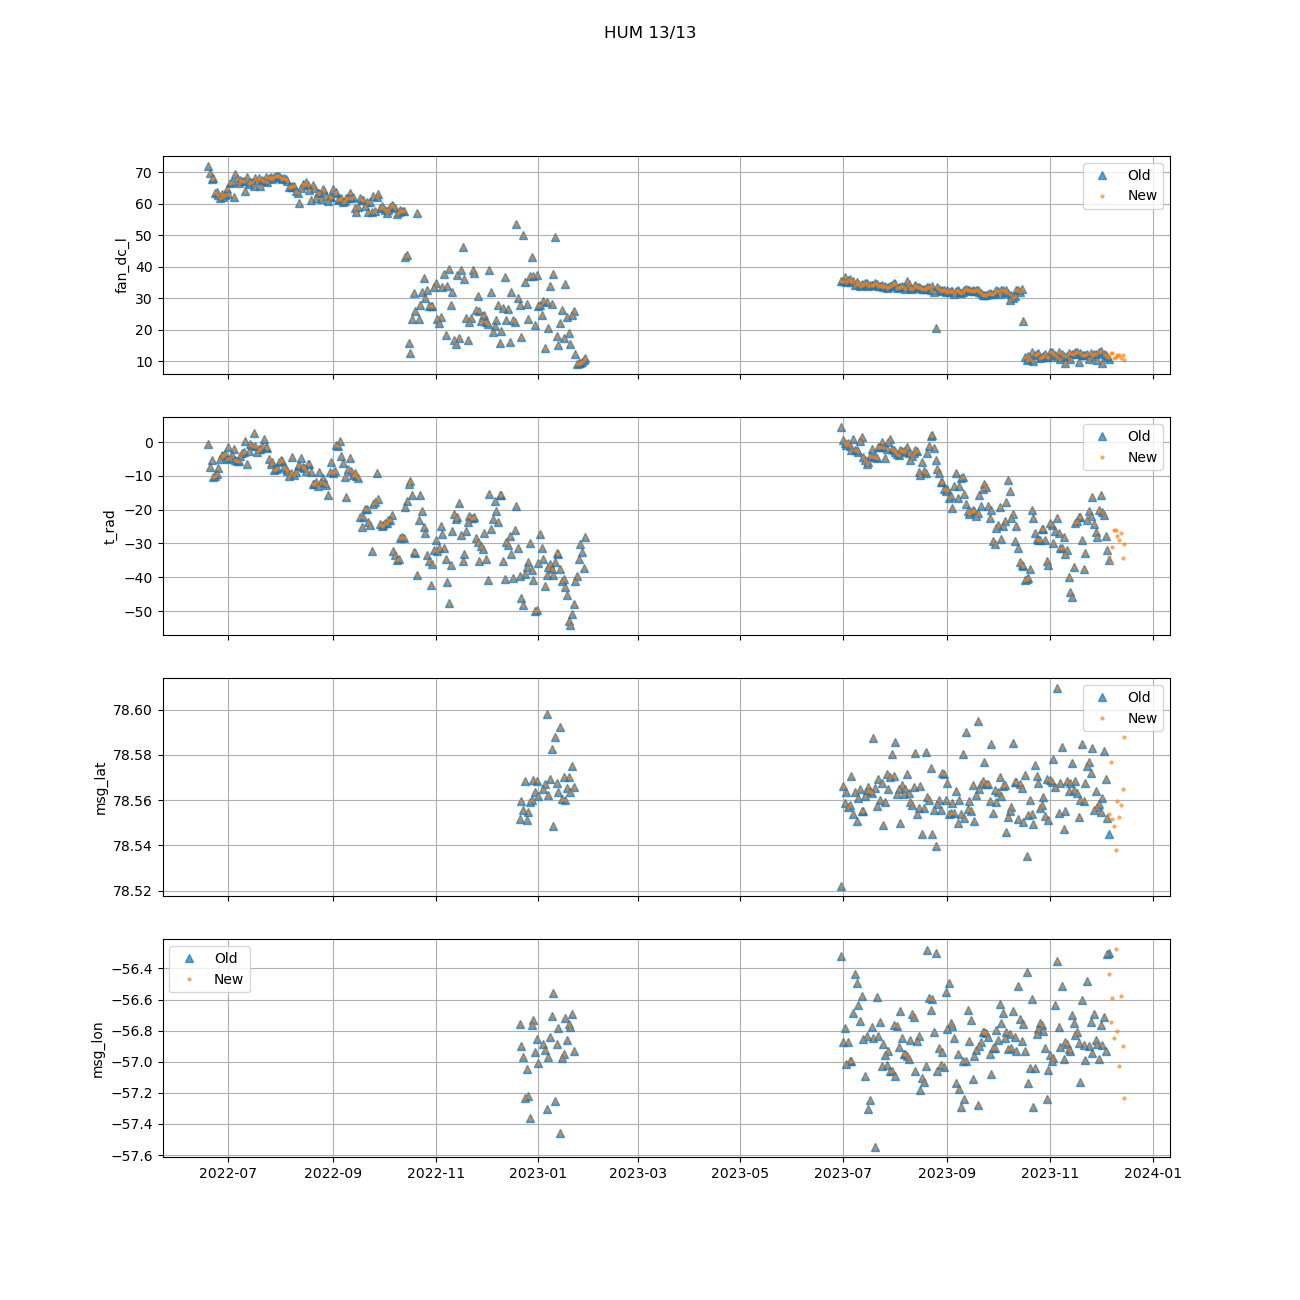 HUM 13/13
70
60
50
40
30
20
10
fan_dc_l
Old
New
0
−10
−20
−30
−40
−50
t_rad
Old
New
78.60
78.58
78.56
78.54
78.52
msg_lat
Old
New
−56.4
−56.6
−56.8
−57.0
−57.2
−57.4
−57.6
msg_lon
Old
New
2022-07 2022-09 2022-11 2023-01 2023-03 2023-05 2023-07 2023-09 2023-11 2024-01